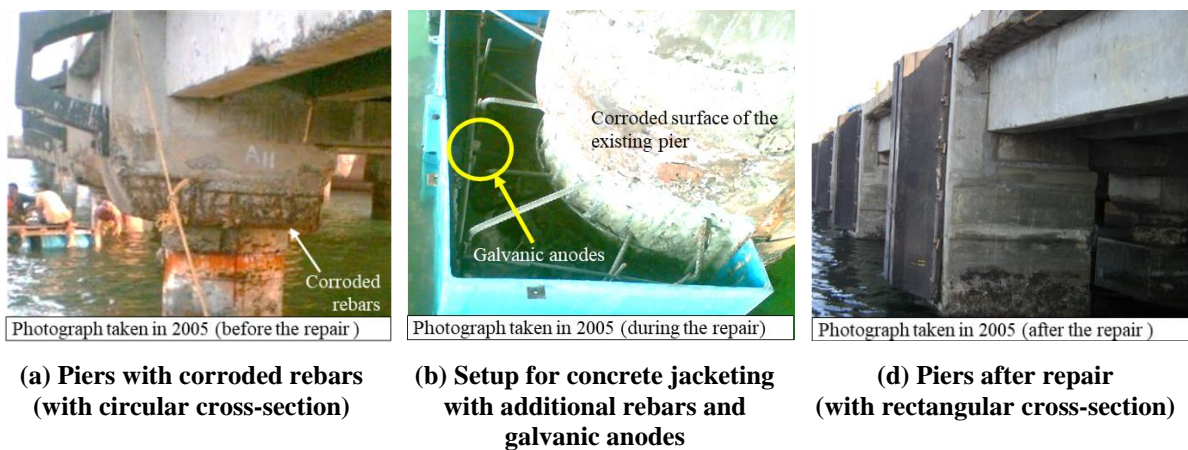 A11
Corroded
rebars
Photograph taken in 2005 (before the repair )
(a) Piers with corroded rebars
(with circular cross-section)
Corroded surface of the
existing pier
Galvanic anodes
Photograph taken in 2005 (during the repair)
(b) Setup for concrete jacketing
with additional rebars and
galvanic anodes
Photograph taken in 2005 (after the repair )
(d) Piers after repair
(with rectangular cross-section)